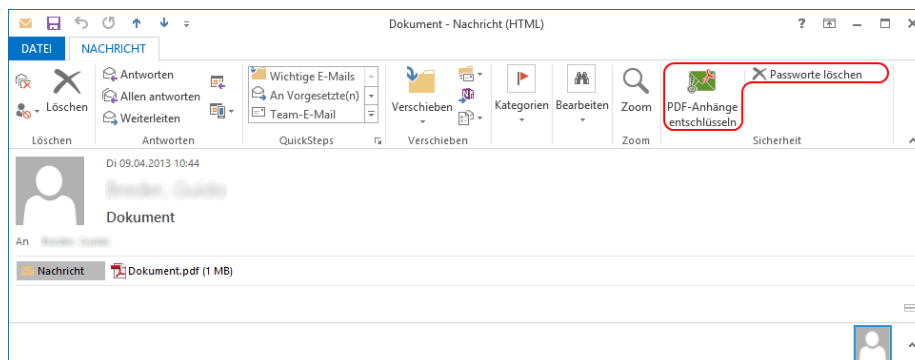 Dokument - Nachricht (HTML)
?
DATEI NACHRICHT
Löschen
Antworten
Allen antworten
Weiterleiten
Wichtige E-Mails
An Vorgesetzte(n)
Team-E-Mail
Verschieben
Kategorien
Bearbeiten
Zoom
PDF-Anhänge
entschlüsseln
Passworte löschen
Löschen Antworten QuickSteps Verschieben Zoom Sicherheit
Di 09.04.2013 10:44
Dokument
An
Nachricht Dokument.pdf (1 MB)